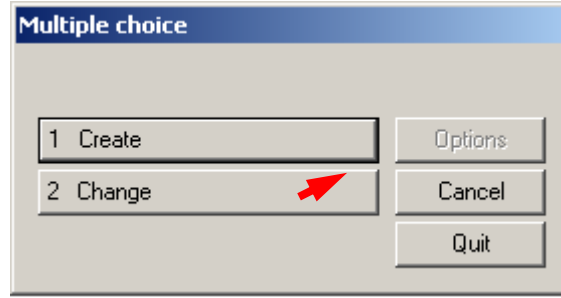 Multiple choice
1 Create
Options
2 Change
Cancel
Quit